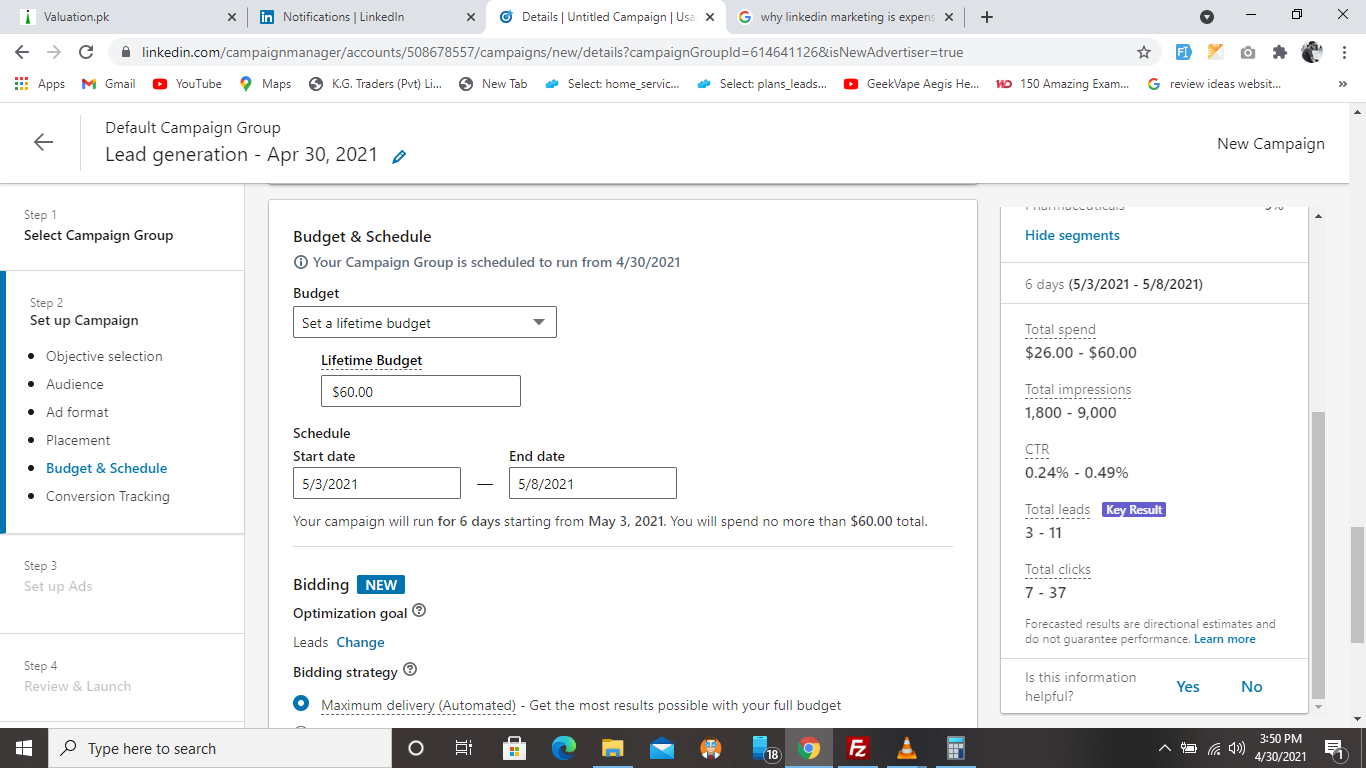 Valuation.pk
Notifications | LinkedIn
Details | Untitled Campaign | Usa
why linkedin marketing is expens
linkedin.com/campaignmanager/accounts/508678557/campaigns/new/details?campaignGroupId=614641126&isNewAdvertiser=true
Apps
Gmail
YouTube
Maps
K.G. Traders (Pvt) Li...
New Tab
Select: home_servic...
Select: plans_leads...
GeekVape Aegis He...
150 Amazing Exam...
review ideas websit...
»
Default Campaign Group
Lead generation - Apr 30, 2021
New Campaign
Step 1
Select Campaign Group
Step 2
Set up Campaign
Objective selection
Audience
Ad format
Placement
Budget & Schedule
Conversion Tracking
Step 3
Set up Ads
Step 4
Review & Launch
Budget & Schedule
Your Campaign Group is scheduled to run from 4/30/2021
Budget
Set a lifetime budget
Lifetime Budget
$60.00
Schedule
Start date
End date
5/3/2021 — 5/8/2021
Your campaign will run for 6 days starting from May 3, 2021. You will spend no more than $60.00 total.
Bidding NEW
Optimization goal
Leads Change
Bidding strategy
Maximum delivery (Automated) - Get the most results possible with your full budget
Pharmaceuticals
Hide segments
6 days (5/3/2021 - 5/8/2021)
Total spend
$26.00 - $60.00
Total impressions
1,800 - 9,000
CTR
0.24% - 0.49%
Total leads Key Result
3 - 11
Total clicks
7 - 37
Forecasted results are directional estimates and
do not guarantee performance. Learn more
Is this information
helpful?
Yes
No
Type here to search
18
3:50 PM
4/30/2021
1